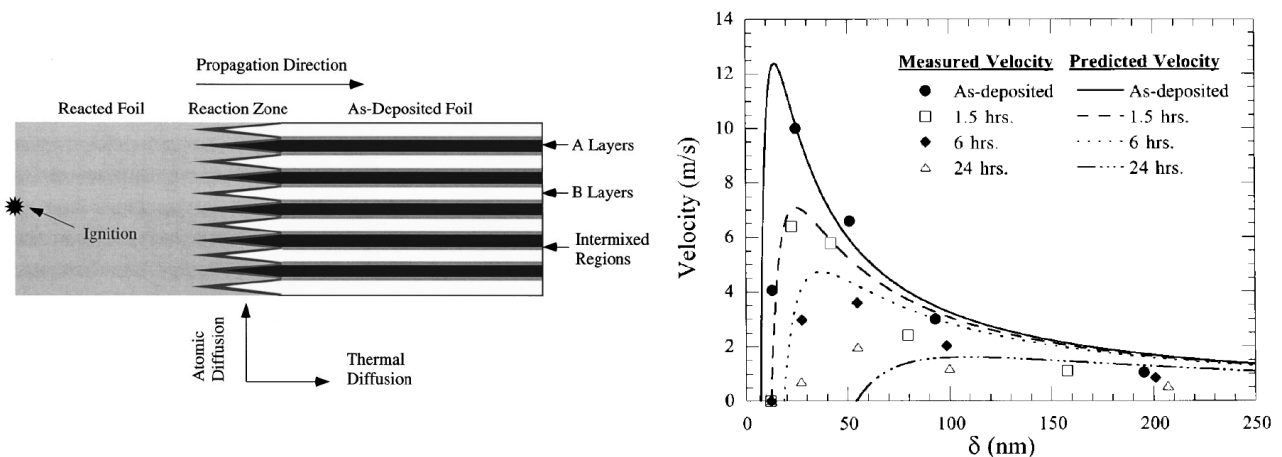 Propagation Direction
Reacted Foil
Reaction Zone
As-Deposited Foil
A Layers
B Layers
Ignition
Intermixed
Regions
Atomic
Diffusion
Thermal
Diffusion
Velocity (m/s)
14
12
10
8
6
4
2
0
Measured Velocity Predicted Velocity
As-deposited As-deposited
1.5 hrs. 1.5 hrs.
6 hrs. 6 hrs.
24 hrs. 24 hrs.
0 50 100 150 200 250
δ (nm)